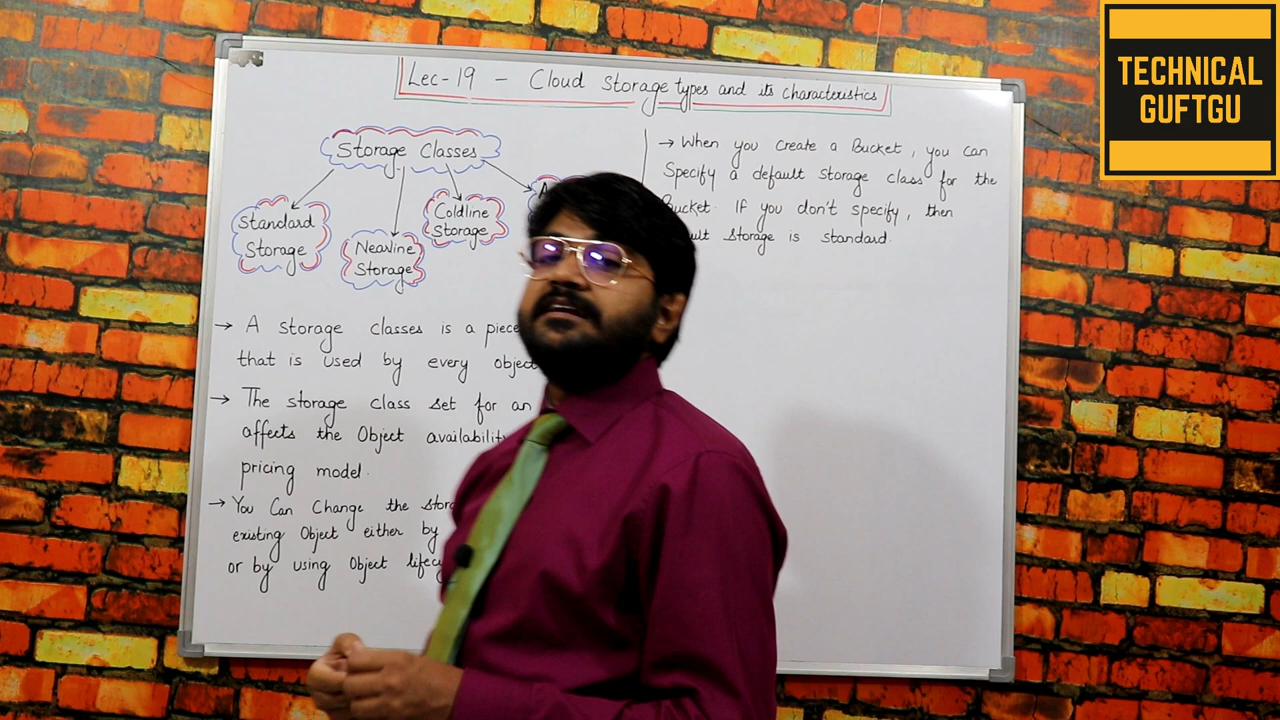 TECHNICAL
GUFTGU
Lec-19 - Cloud Storage types and its characteristics
Storage Classes
Standard
Storage
Nearline
Storage
Coldline
Storage
A
→ A storage classes is a piece
that is used by every object
→ The storage class set for an
affects the Object availability
pricing model.
→ You Can Change the
existing Object either by
or by using Object
→ When you create a Bucket, you can
Specify a default storage class for the
Bucket. If you don't specify, then
storage is standard.